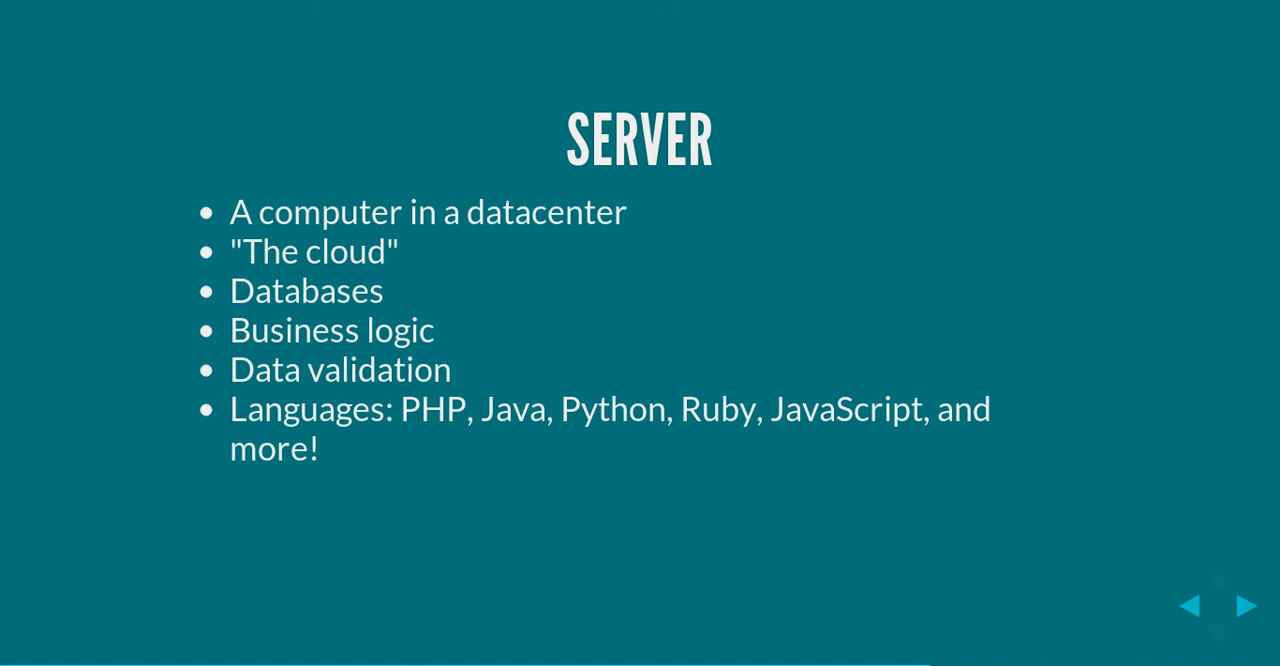 SERVER
A computer in a datacenter
"The cloud"
Databases
Business logic
Data validation
Languages: PHP, Java, Python, Ruby, JavaScript, and
more!